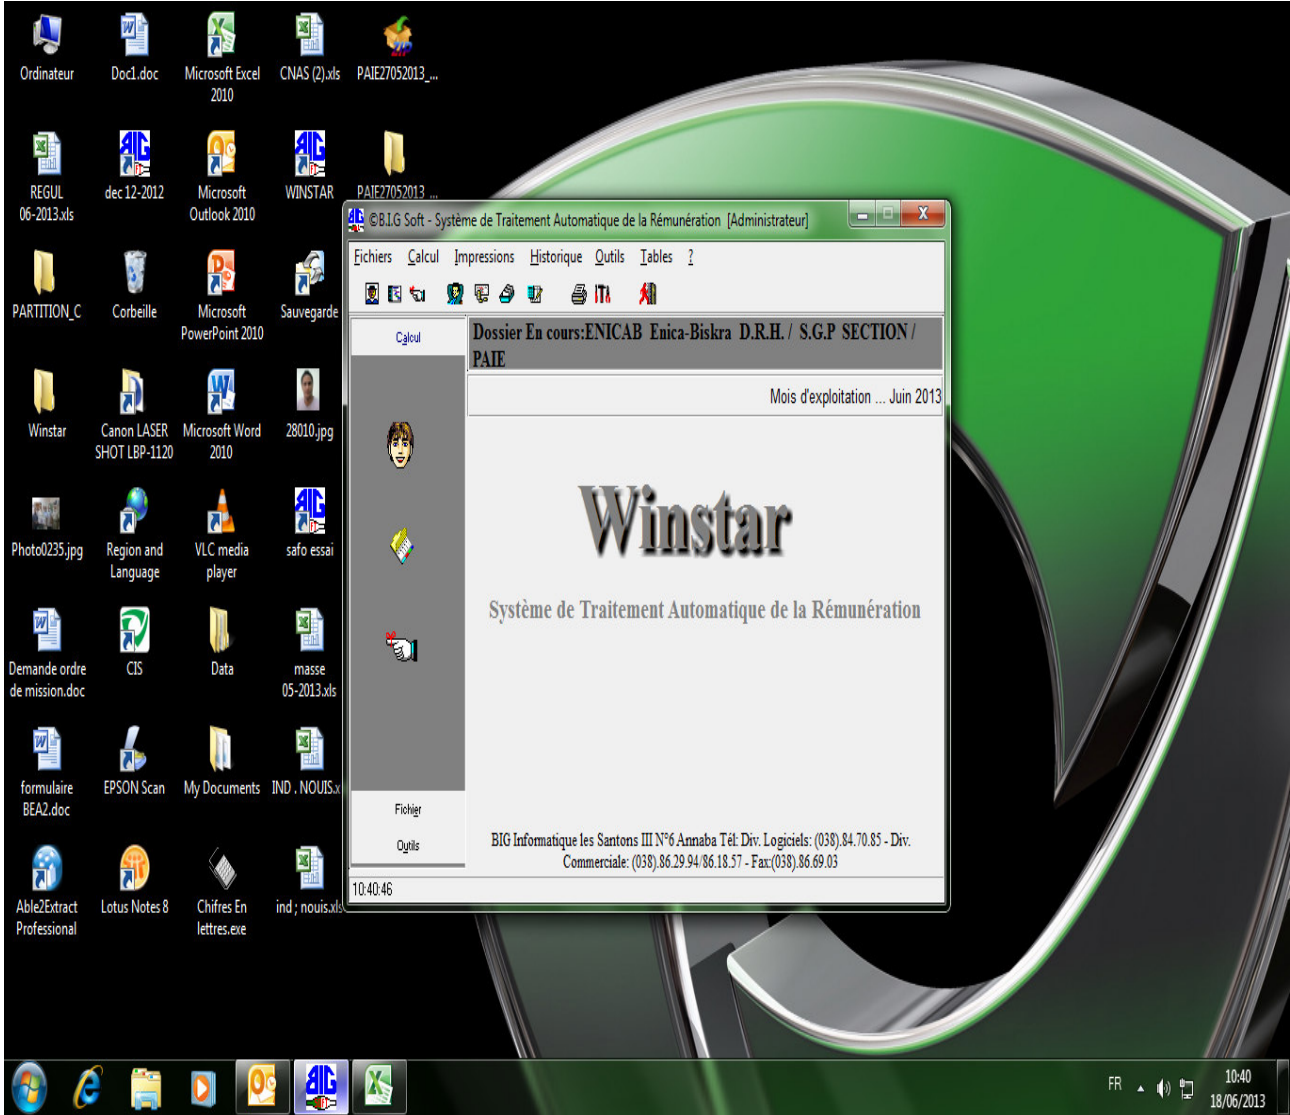 Ordinateur
Doc1.doc
Microsoft Excel
2010
CNAS (2).xls
PAIE27052013_...
REGUL
06-2013.xls
dec 12-2012
Microsoft
Outlook 2010
WINSTAR
PAIE27052013_...
PARTITION_C
Corbeille
Microsoft
PowerPoint 2010
Sauvegarde
Winstar
Canon LASER
SHOT LBP-1120
Microsoft Word
2010
28010.jpg
Photo0235.jpg
Region and
Language
VLC media
player
safo essai
Demande ordre
de mission.doc
CIS
Data
masse
05-2013.xls
formulaire
BEA2.doc
EPSON Scan
My Documents
IND . NOUIS.x
Able2Extract
Professional
Lotus Notes 8
Chifres En
lettres.exe
ind ; nouis.xls
©B.I.G Soft - Système de Traitement Automatique de la Rémunération [Administrateur]
Fichiers Calcul Impressions Historique Outils Tables ?
Calcul
Dossier En cours:ENICAB Enica-Biskra D.R.H. / S.G.P SECTION /
PAIE
Mois d'exploitation ... Juin 2013
Winstar
Système de Traitement Automatique de la Rémunération
Fichier
Outils
BIG Informatique les Santons III N°6 Annaba Tél: Div. Logiciels: (038).84.70.85 - Div.
Commerciale: (038).86.29.94/86.18.57 - Fax:(038).86.69.03
10:40:46
FR
10:40
18/06/2013